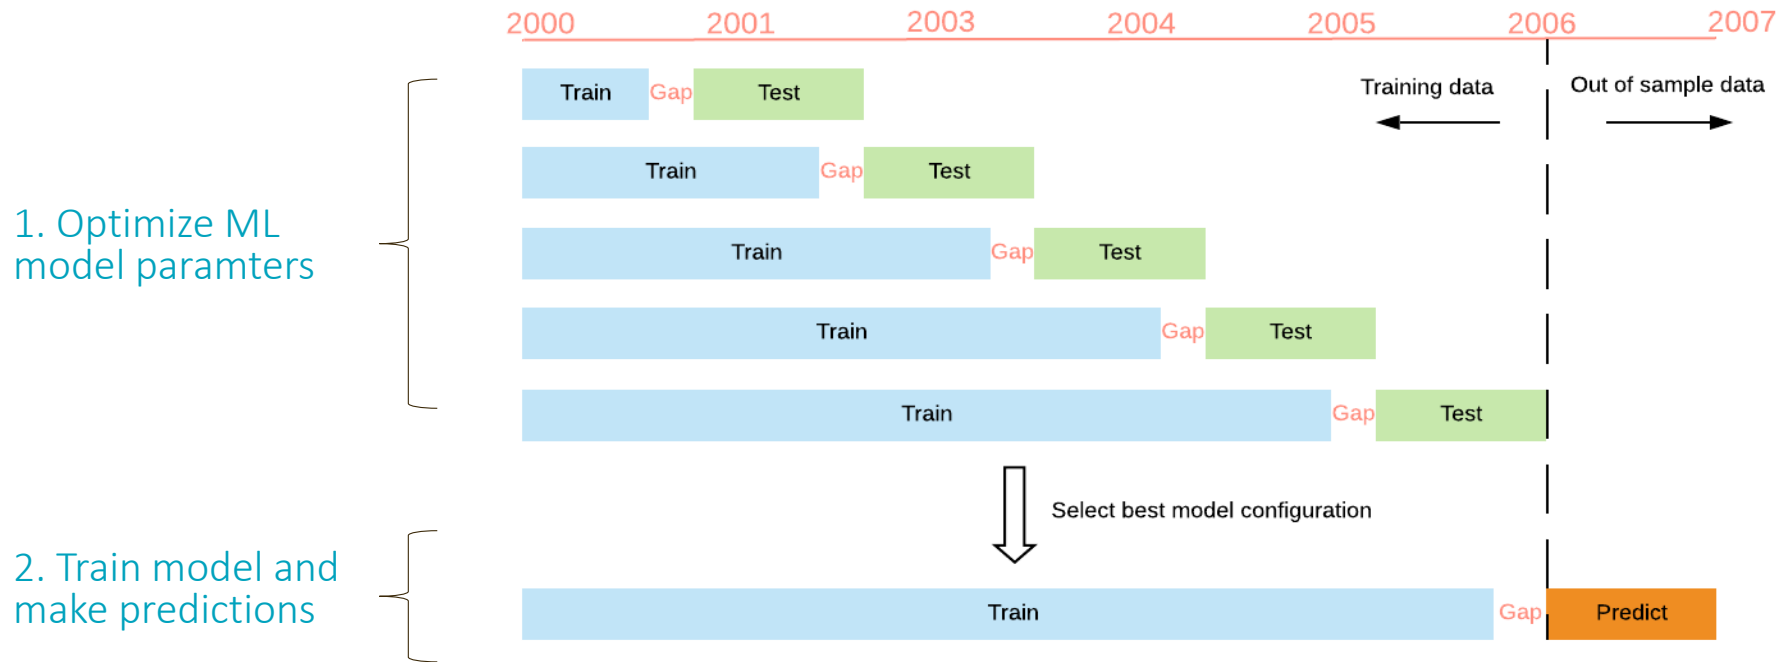 2000 2001 2003 2004 2005 2006 2007
Training data
Out of sample data
Train Gap Test
Train Gap Test
Train Gap Test
Train Gap Test
Train Gap Test
1. Optimize ML
model paramters
Select best model configuration
2. Train model and
make predictions
Train Gap Predict